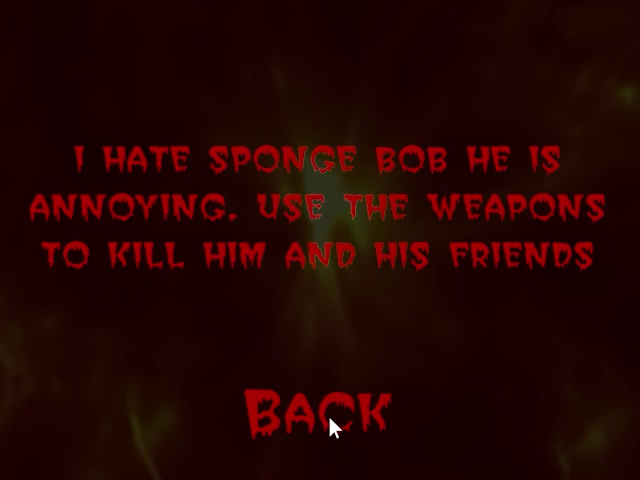 I HATE SPONGE BOB HE IS
ANNOYING. USE THE WEAPONS
TO KILL HIM AND HIS FRIENDS
BACK